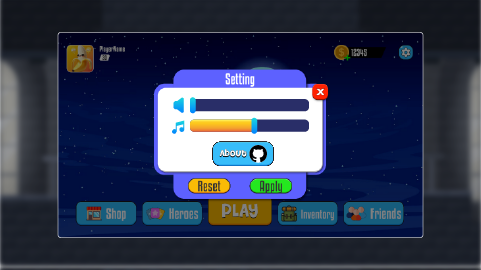 PlayerName
12345
Setting
X
About
Reset
Apply
Shop
Heroes
PLAY
Inventory
Friends